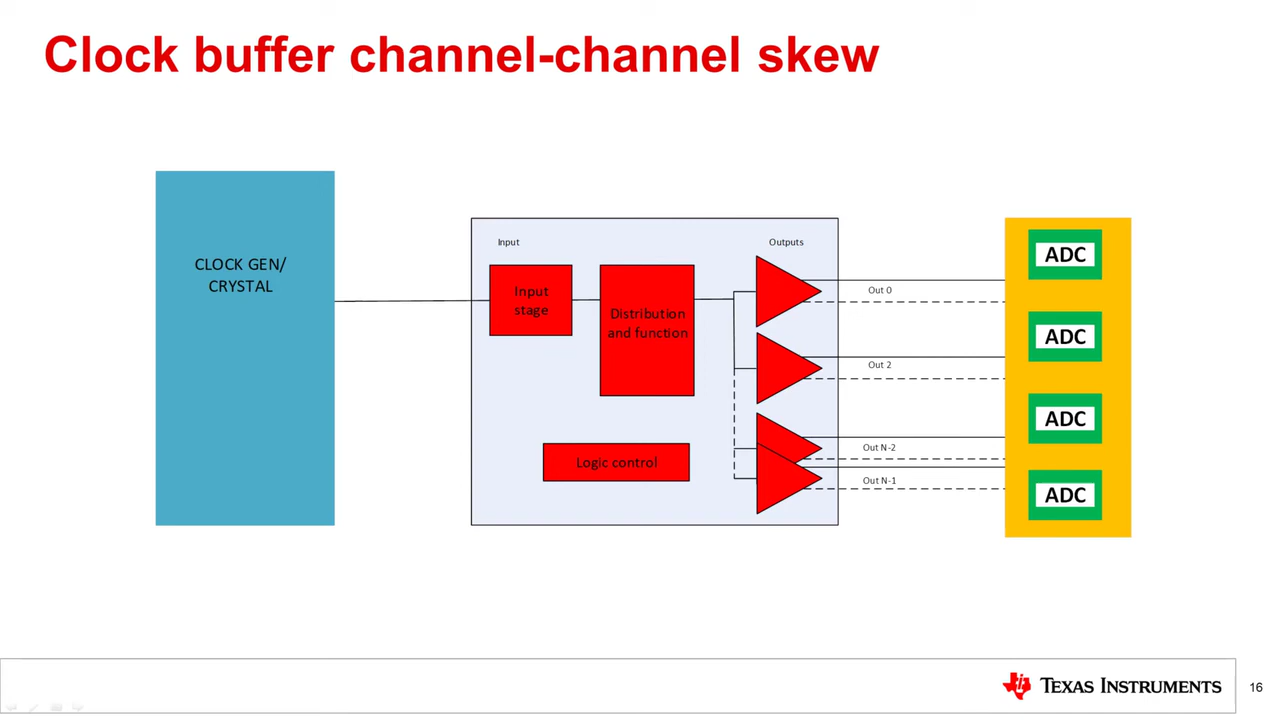 Clock buffer channel-channel skew
CLOCK GEN/
CRYSTAL
Input
Outputs
Input
stage
Distribution
and function
Logic control
Out 0
Out 2
Out N-2
Out N-1
ADC
ADC
ADC
ADC
TEXAS INSTRUMENTS
16